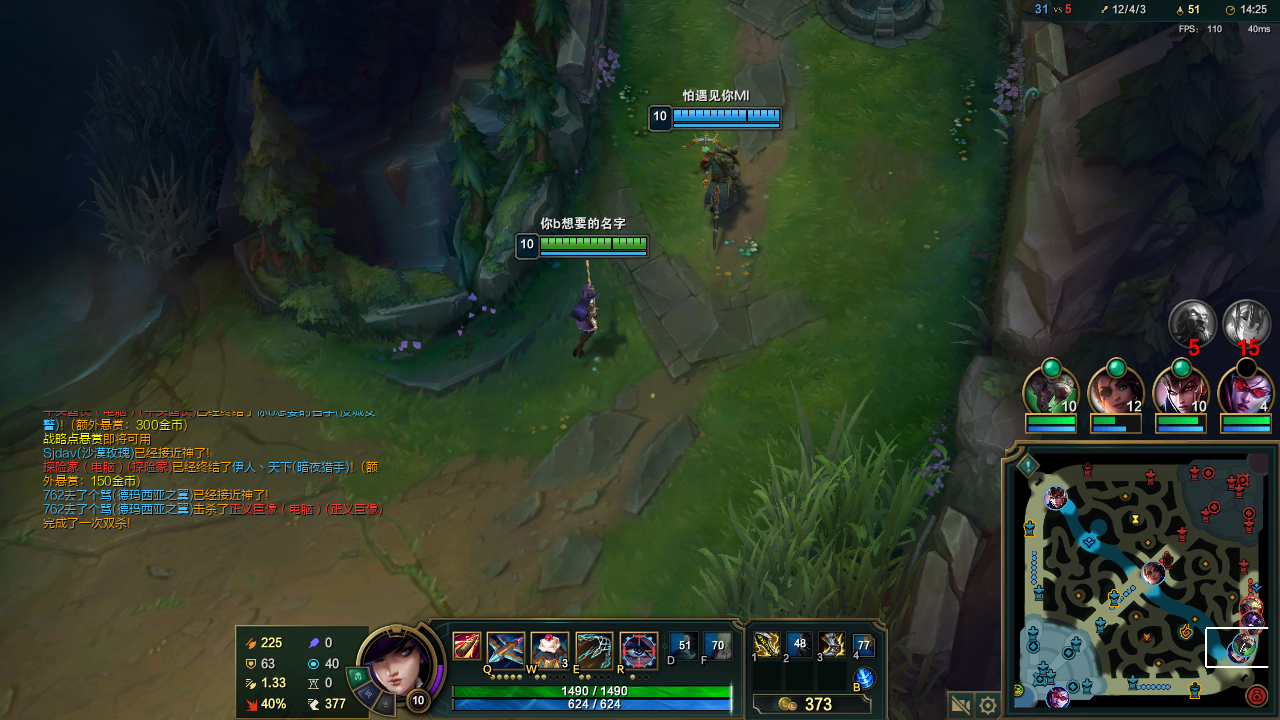 31 vs 5 12/4/3 51 14:25
FPS: 110 40ms
怕遇见你MI
10
你b想要的名字
10
5 15
10 12 10 4
警)！(额外悬赏：300金币)
战略点悬赏即将可用
Sjdav(沙漠玫瑰)已经接近神了!
探险家（电脑）(探险家)已经终结了伊人丶天下(暗夜猎手)！(额
外悬赏：150金币)
762去了个骂(德玛西亚之翼)已经接近神了!
762去了个骂(德玛西亚之翼)击杀了正义巨像（电脑）(正义巨像)
完成了一次双杀!
225 0
63 40
1.33 0
40% 377
10
Q W 3 E R D 51 F 70
1490 / 1490
624 / 624
1 2 48 3 4 77
B
373